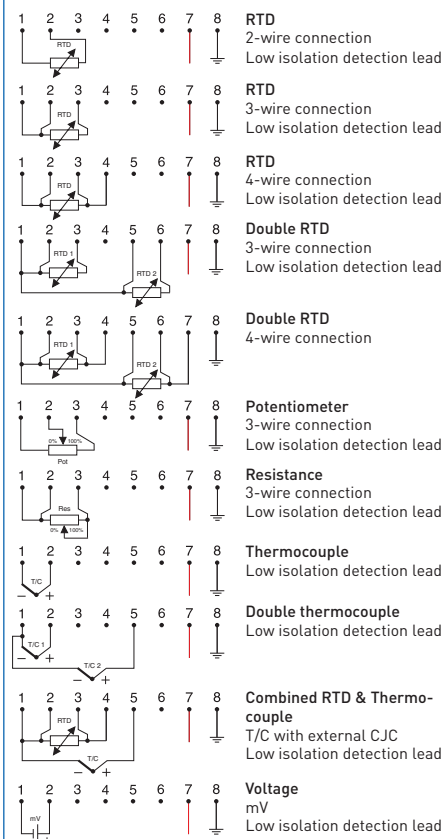 1 2 3 4 5 6 7 8
RTD
RTD
2-wire connection
Low isolation detection lead
1 2 3 4 5 6 7 8
RTD
RTD
3-wire connection
Low isolation detection lead
1 2 3 4 5 6 7 8
RTD
RTD
4-wire connection
Low isolation detection lead
1 2 3 4 5 6 7 8
RTD 1
RTD 2
Double RTD
3-wire connection
Low isolation detection lead
1 2 3 4 5 6 7 8
RTD 1
RTD 2
Double RTD
4-wire connection
1 2 3 4 5 6 7 8
0% 100%
Pot
Potentiometer
3-wire connection
Low isolation detection lead
1 2 3 4 5 6 7 8
Res
0% 100%
Resistance
3-wire connection
Low isolation detection lead
1 2 3 4 5 6 7 8
T/C
− +
Thermocouple
Low isolation detection lead
1 2 3 4 5 6 7 8
T/C 1
− +
T/C 2
− +
Double thermocouple
Low isolation detection lead
1 2 3 4 5 6 7 8
RTD
T/C
− +
Combined RTD & Thermo-
couple
T/C with external CJC
Low isolation detection lead
1 2 3 4 5 6 7 8
mV
− +
Voltage
mV
Low isolation detection lead